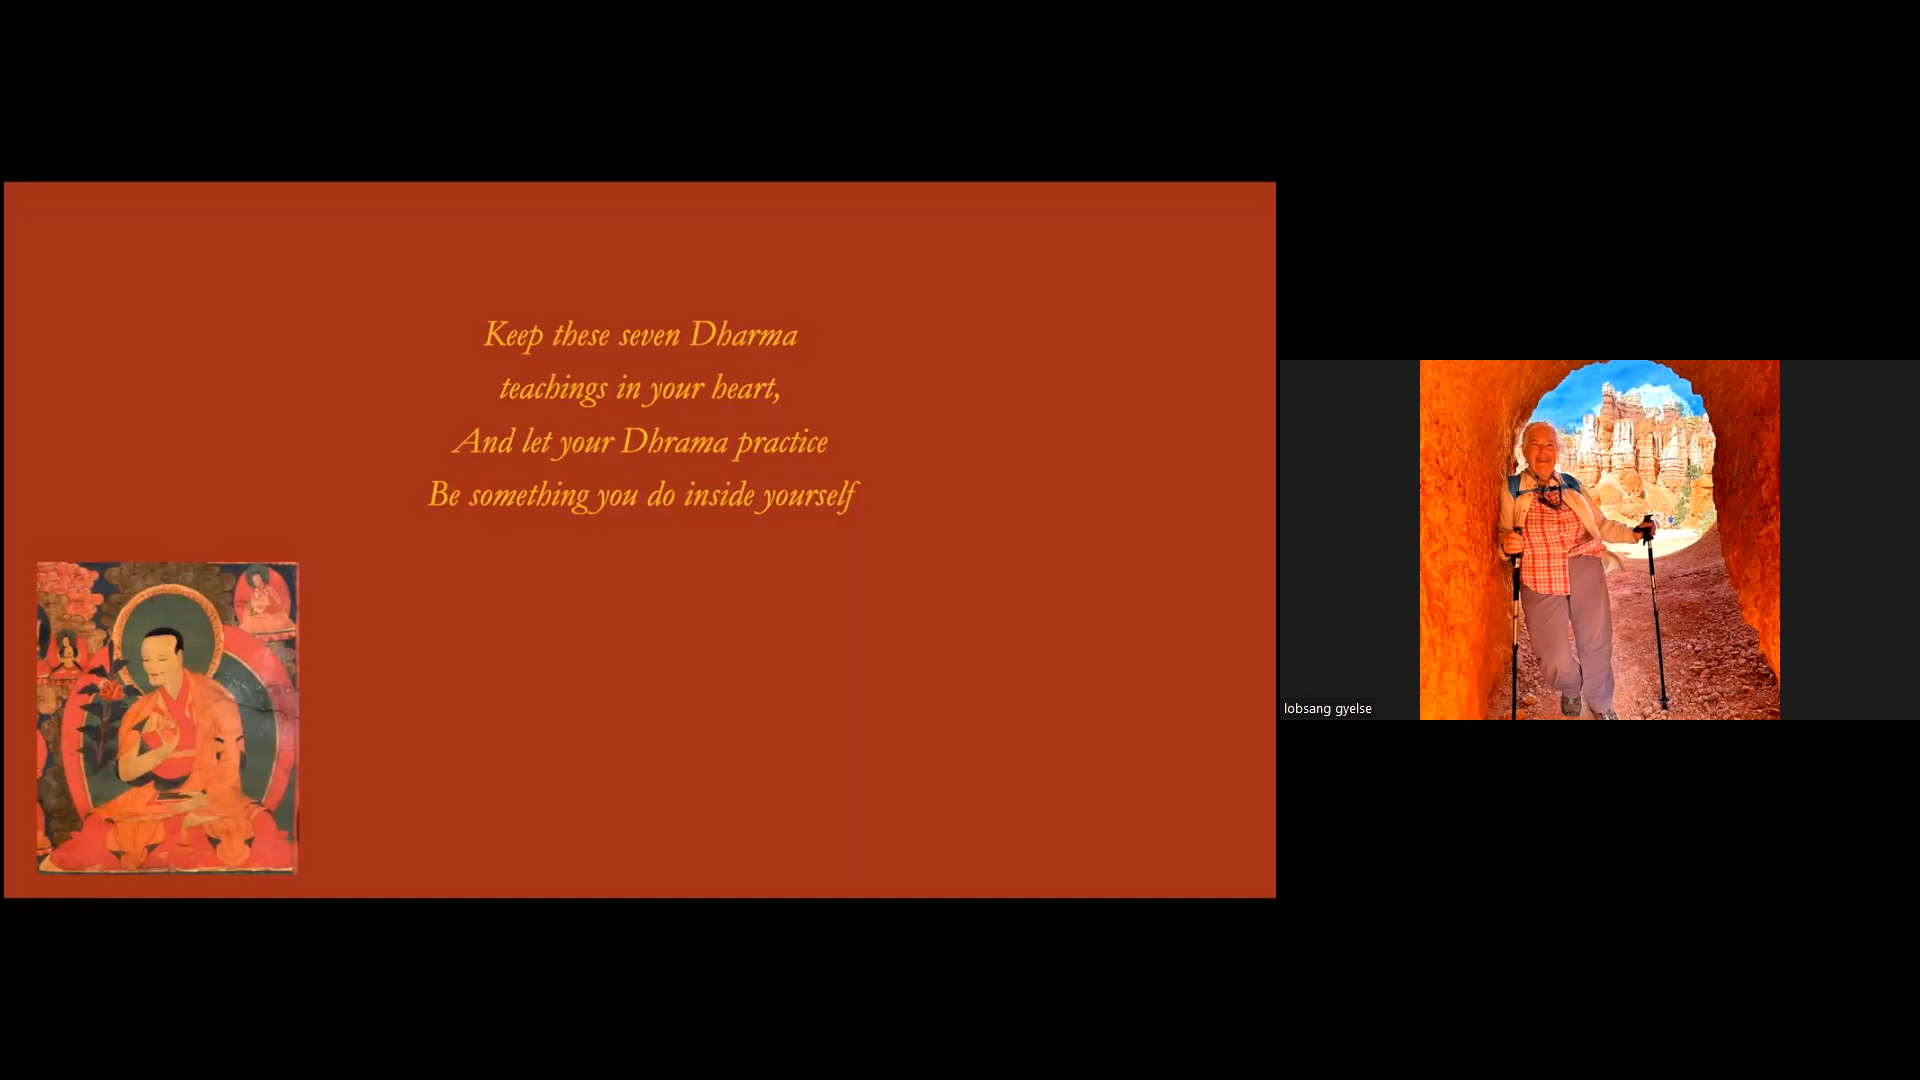 Keep these seven Dharma
teachings in your heart,
And let your Dhrama practice
Be something you do inside yourself
lobsang gyelse